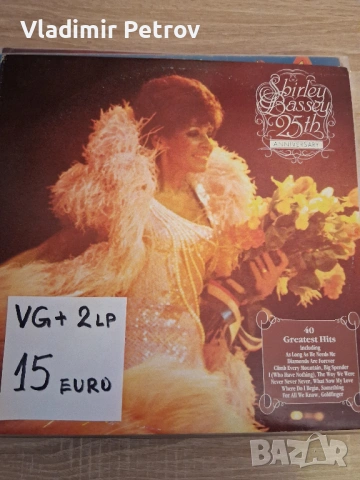 Vladimir Petrov
Shirley
Bassey
25th
ANNIVERSARY
VG+ 2LP
15 EURO
40
Greatest Hits
including
As Long As He Needs Me
Diamonds Are Forever
Climb Every Mountain, Big Spender
I (Who Have Nothing), The Way We Were
Never Never Never, What Now My Love
Where Do I Begin, Something
For All We Know, Goldfinger
BAZAR